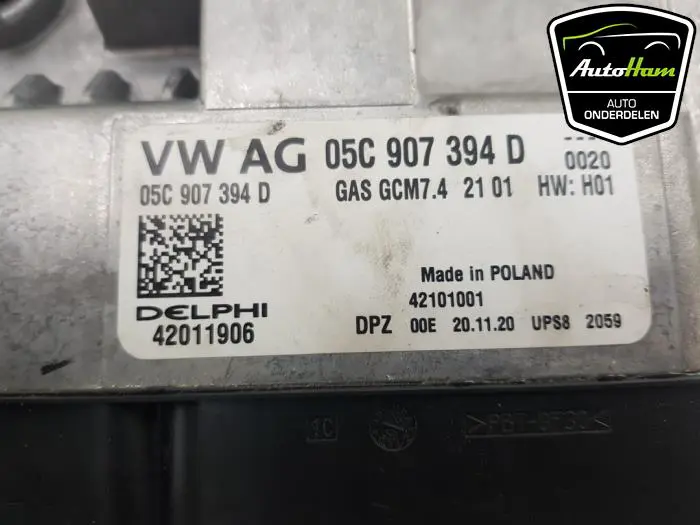 AutoHam
AUTO
ONDERDELEN
VW AG 05C 907 394 D
0020
05C 907 394 D GAS GCM7.4 21 01 HW: H01
Made in POLAND
42101001
DELPHI
42011906
DPZ 00E 20.11.20 UPS8 2059
1C